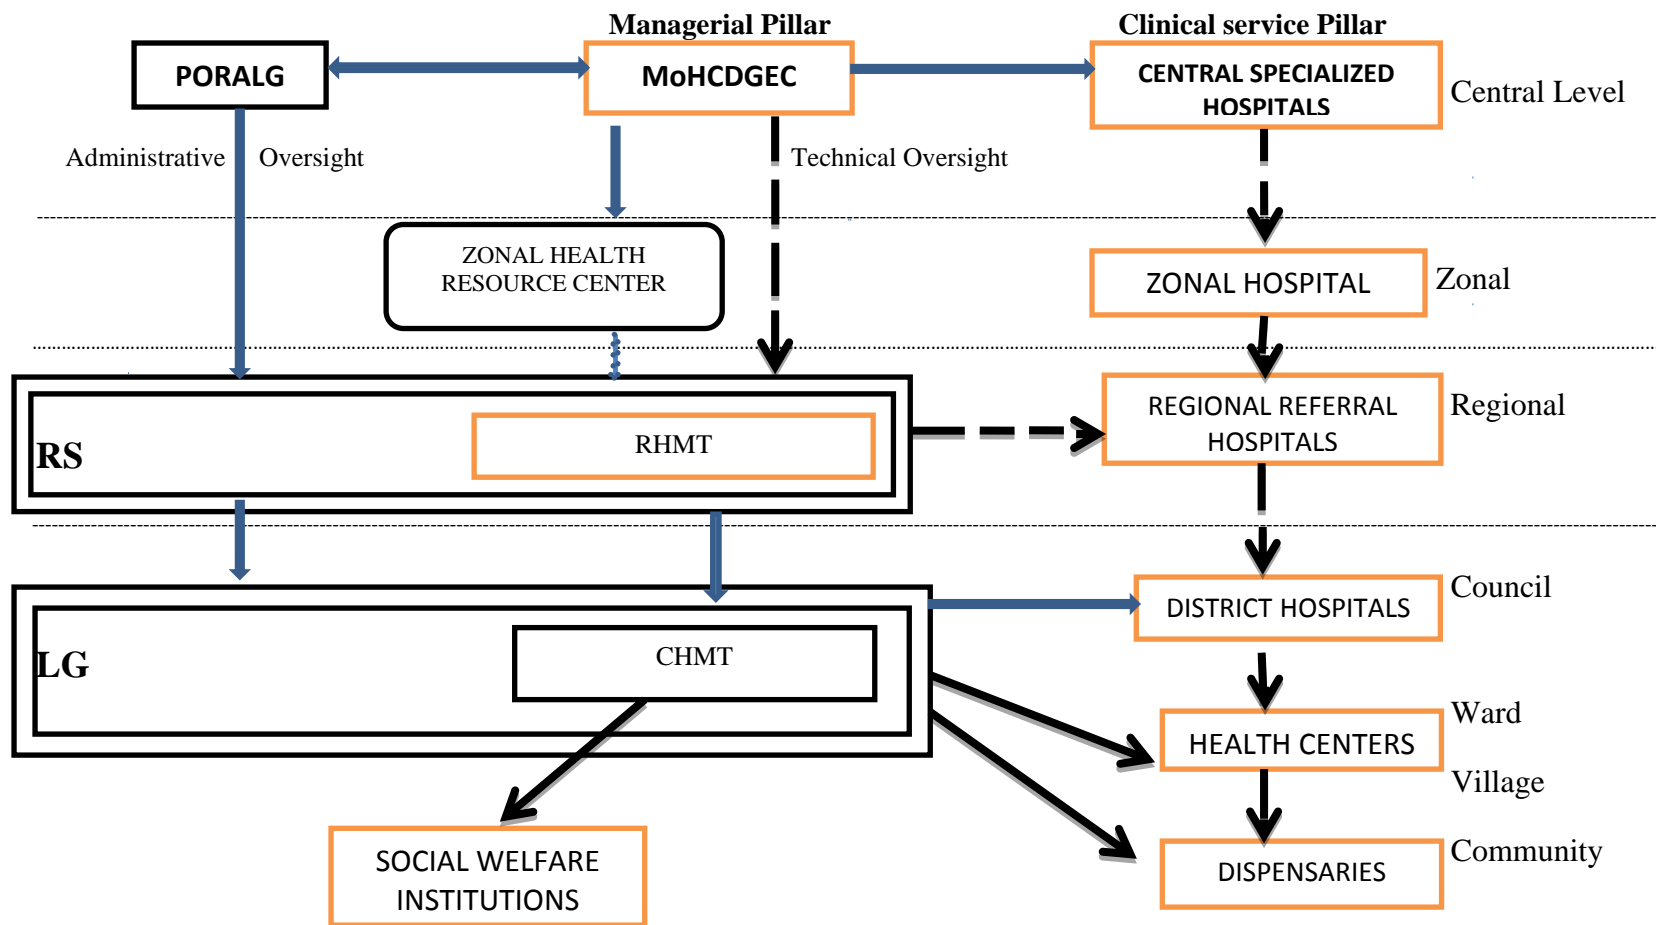 Managerial Pillar
Clinical service Pillar
PORALG
MoHCDGEC
CENTRAL SPECIALIZED
HOSPITALS
Central Level
Administrative Oversight
Technical Oversight
ZONAL HEALTH
RESOURCE CENTER
ZONAL HOSPITAL
Zonal
RS
RHMT
REGIONAL REFERRAL
HOSPITALS
Regional
LG
CHMT
DISTRICT HOSPITALS
Council
HEALTH CENTERS
Ward
Village
SOCIAL WELFARE
INSTITUTIONS
DISPENSARIES
Community